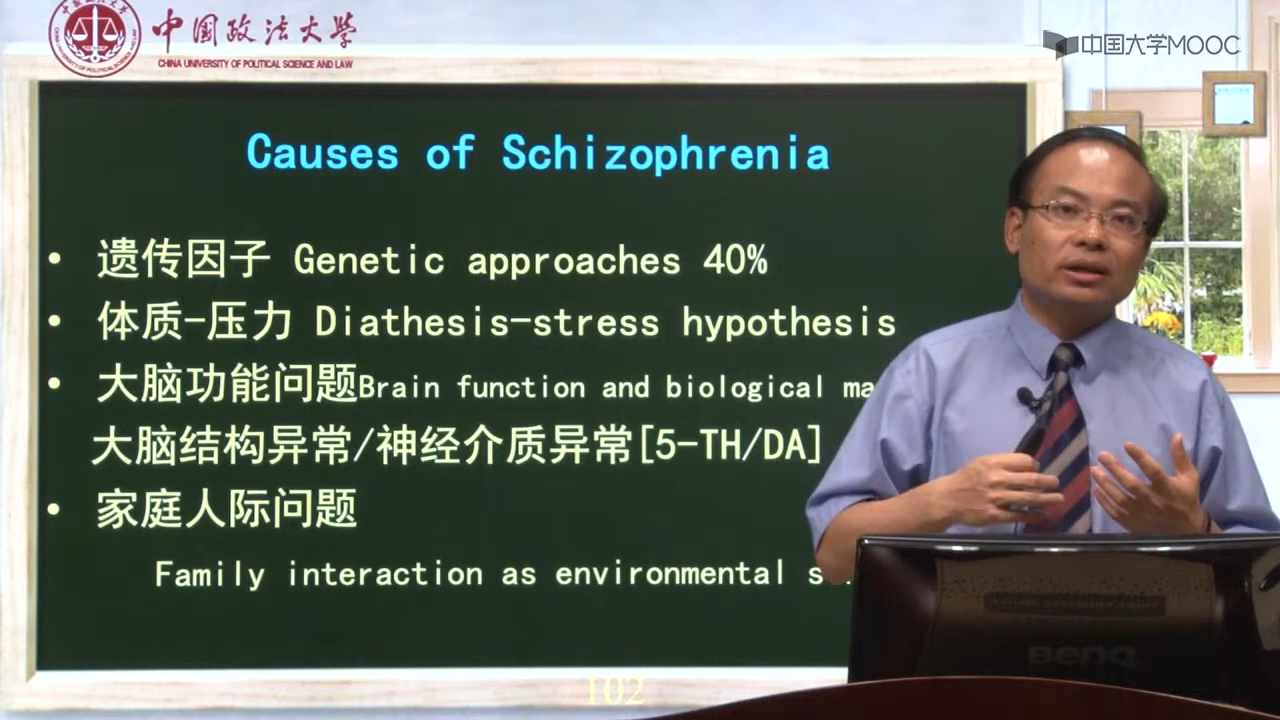 中国政法大学
CHINA UNIVERSITY OF POLITICAL SCIENCE AND LAW
中国大学MOOC
Causes of Schizophrenia
• 遗传因子 Genetic approaches 40%
• 体质-压力 Diathesis-stress hypothesis
• 大脑功能问题Brain function and biological
大脑结构异常/神经介质异常[5-TH/DA]
• 家庭人际问题
Family interaction as environmental
102
BenQ